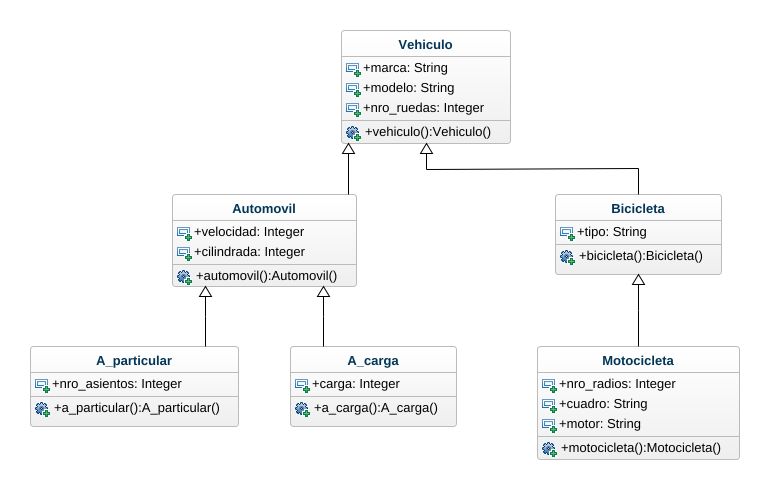 Vehiculo
+marca: String
+modelo: String
+nro_ruedas: Integer
+vehiculo():Vehiculo()
Automovil
+velocidad: Integer
+cilindrada: Integer
+automovil():Automovil()
Bicicleta
+tipo: String
+bicicleta():Bicicleta()
A_particular
+nro_asientos: Integer
+a_particular():A_particular()
A_carga
+carga: Integer
+a_carga():A_carga()
Motocicleta
+nro_radios: Integer
+cuadro: String
+motor: String
+motocicleta():Motocicleta()